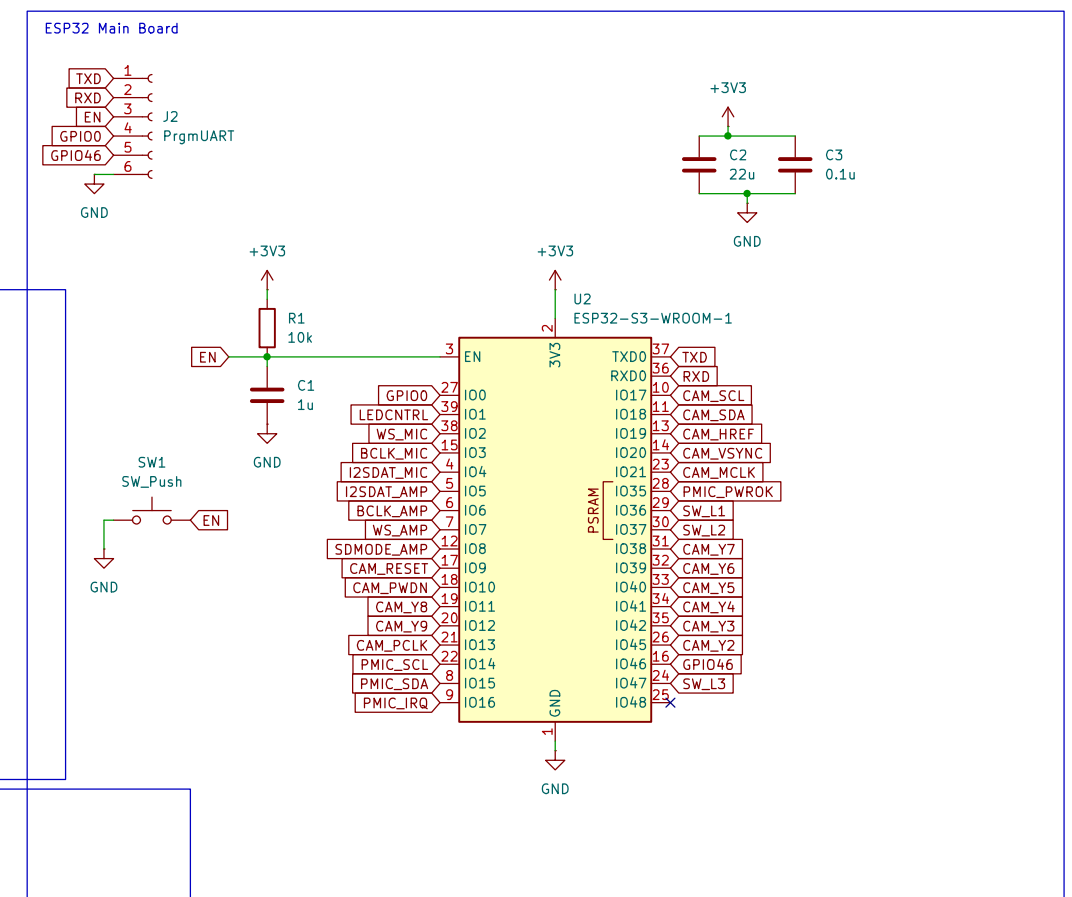 ESP32 Main Board
TXD 1
RXD 2
EN 3
GPIO0 4
GPIO46 5
6
J2
PrgmUART
GND
+3V3
C2
22u
C3
0.1u
GND
+3V3
R1
10k
EN
C1
1u
GND
SW1
SW_Push
EN
GND
+3V3
U2
ESP32-S3-WROOM-1
2
3V3
3 EN
GPIO0 27 IO0
LEDCNTRL 39 IO1
WS_MIC 38 IO2
BCLK_MIC 15 IO3
I2SDAT_MIC 4 IO4
I2SDAT_AMP 5 IO5
BCLK_AMP 6 IO6
WS_AMP 7 IO7
SDMODE_AMP 12 IO8
CAM_RESET 17 IO9
CAM_PWDN 18 IO10
CAM_Y8 19 IO11
CAM_Y9 20 IO12
CAM_PCLK 21 IO13
PMIC_SCL 22 IO14
PMIC_SDA 8 IO15
PMIC_IRQ 9 IO16
TXD0 37 TXD
RXD0 36 RXD
IO17 10 CAM_SCL
IO18 11 CAM_SDA
IO19 13 CAM_HREF
IO20 14 CAM_VSYNC
IO21 23 CAM_MCLK
IO35 28 PMIC_PWROK
IO36 29 SW_L1
IO37 30 SW_L2
IO38 31 CAM_Y7
IO39 32 CAM_Y6
IO40 33 CAM_Y5
IO41 34 CAM_Y4
IO42 35 CAM_Y3
IO45 26 CAM_Y2
IO46 16 GPIO46
IO47 24 SW_L3
IO48 25
PSRAM
GND
1
GND